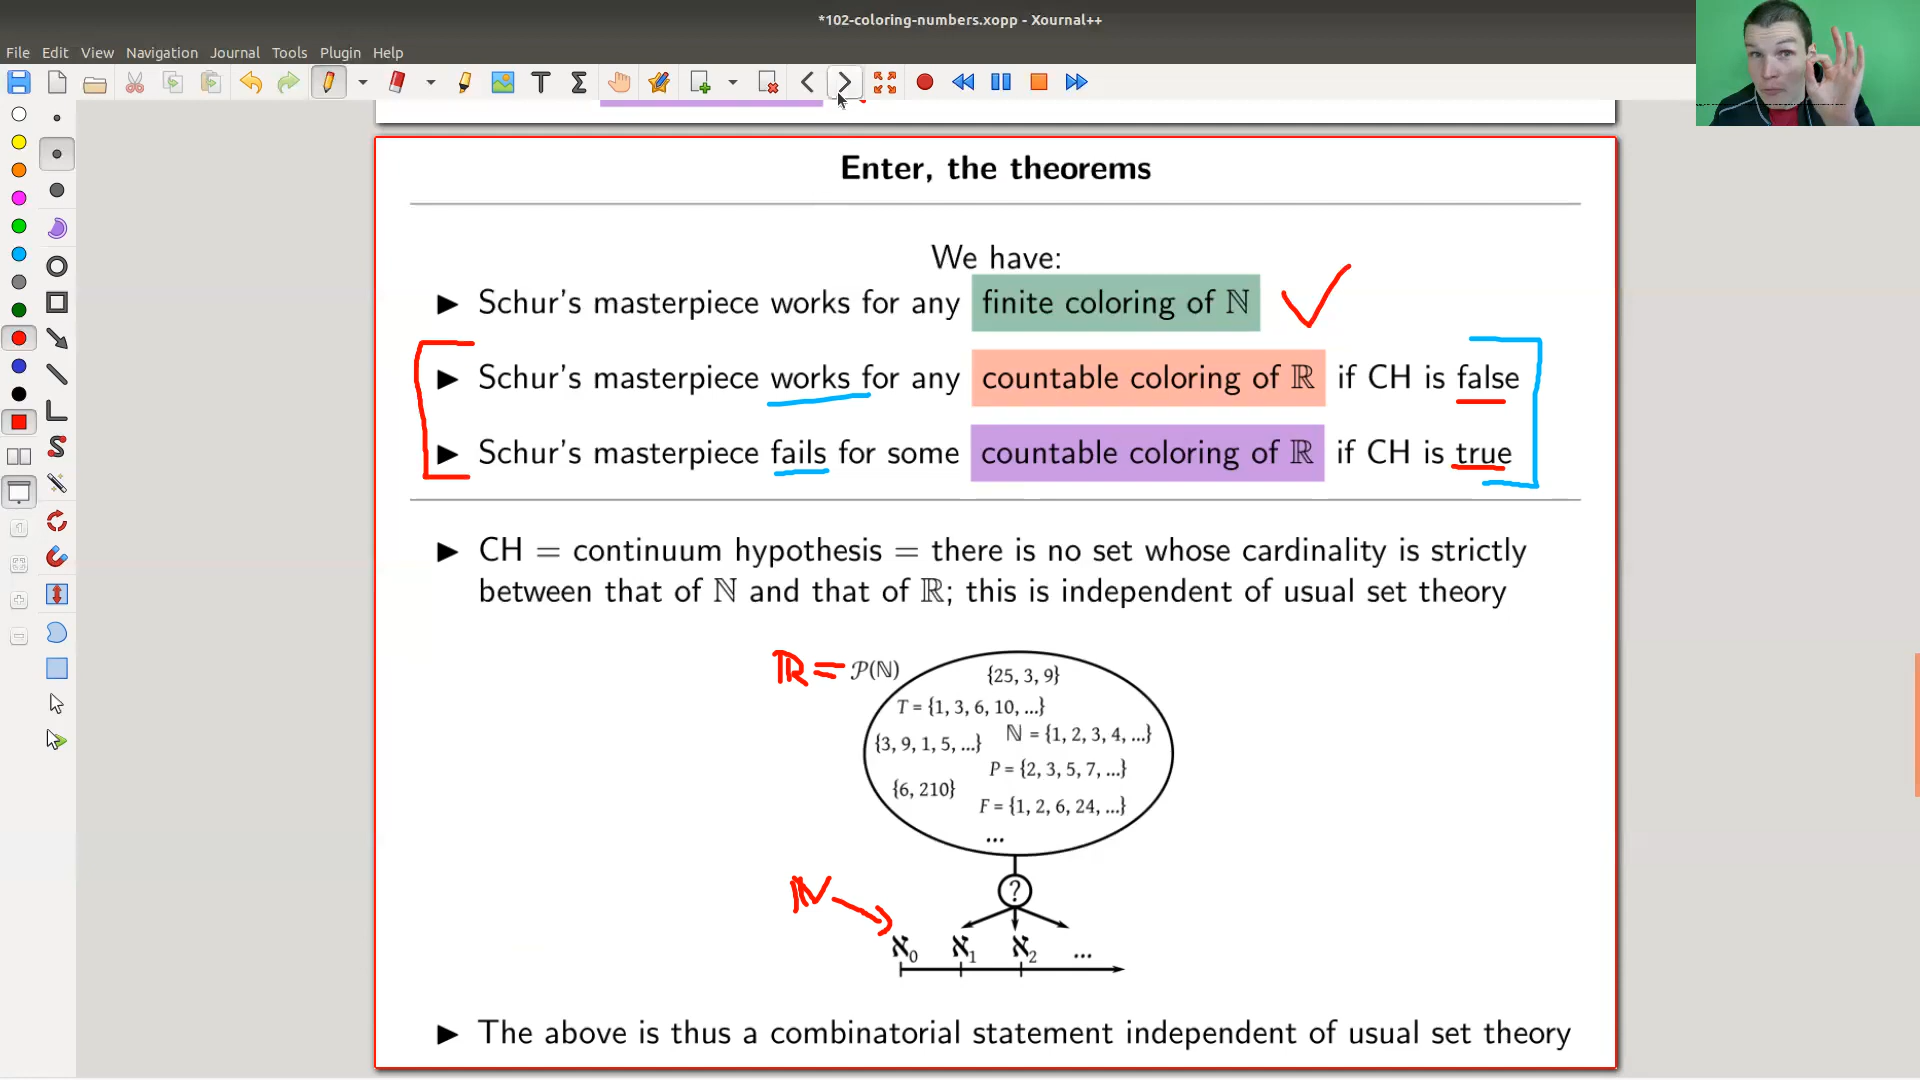 *102-coloring-numbers.xopp - Xournal++
File Edit View Navigation Journal Tools Plugin Help
Enter, the theorems
We have:
▶ Schur's masterpiece works for any finite coloring of ℕ
▶ Schur's masterpiece works for any countable coloring of ℝ if CH is false
▶ Schur's masterpiece fails for some countable coloring of ℝ if CH is true
▶ CH = continuum hypothesis = there is no set whose cardinality is strictly
between that of ℕ and that of ℝ; this is independent of usual set theory
ℝ = 𝒫(ℕ)
{25, 3, 9}
T = {1, 3, 6, 10, ...}
ℕ = {1, 2, 3, 4, ...}
{3, 9, 1, 5, ...}
P = {2, 3, 5, 7, ...}
{6, 210}
F = {1, 2, 6, 24, ...}
...
?
ℕ
ℵ₀ ℵ₁ ℵ₂ ...
▶ The above is thus a combinatorial statement independent of usual set theory